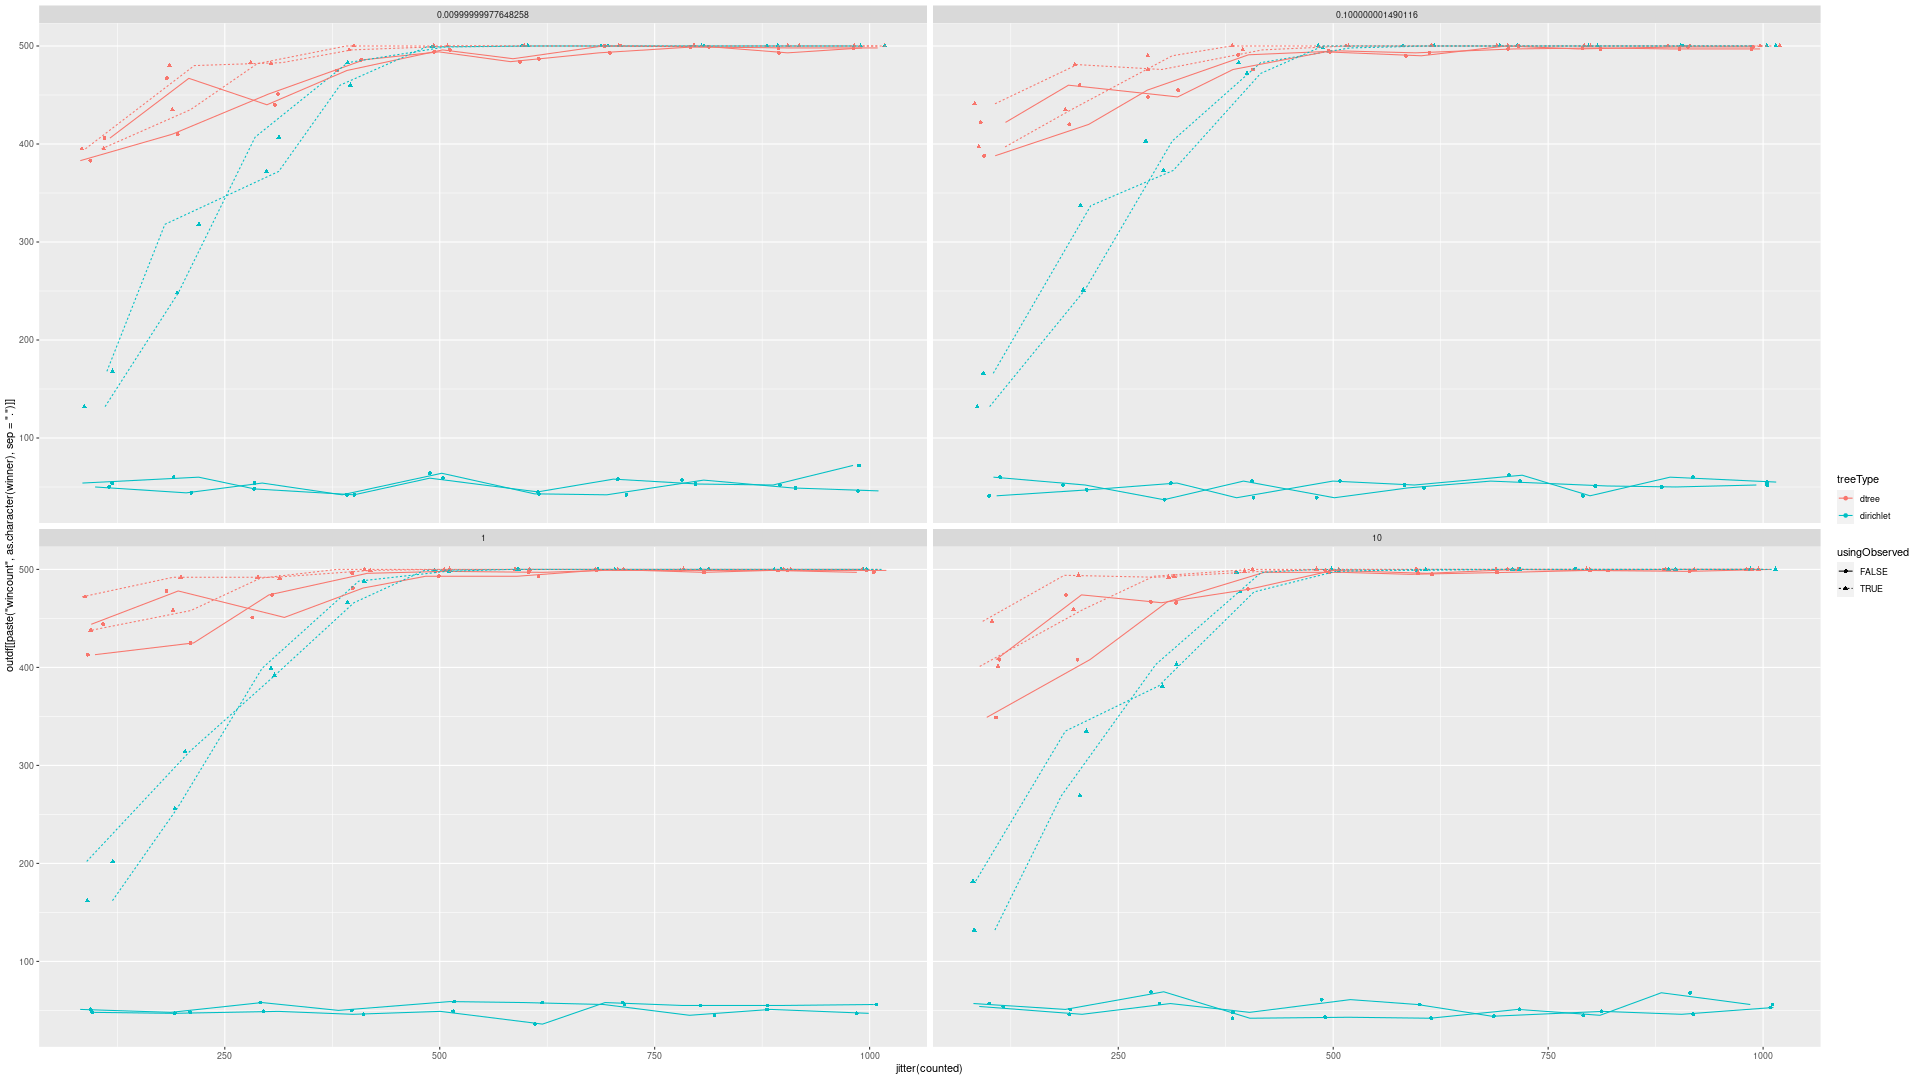 0.00999999977648258
0.100000001490116
500
400
300
200
100
1
10
500
400
300
200
100
250
500
750
1000
250
500
750
1000
jitter(counted)
outdf[[paste("wincount", as.character(winner), sep = ".")]]
treeType
dtree
dirichlet
usingObserved
FALSE
TRUE